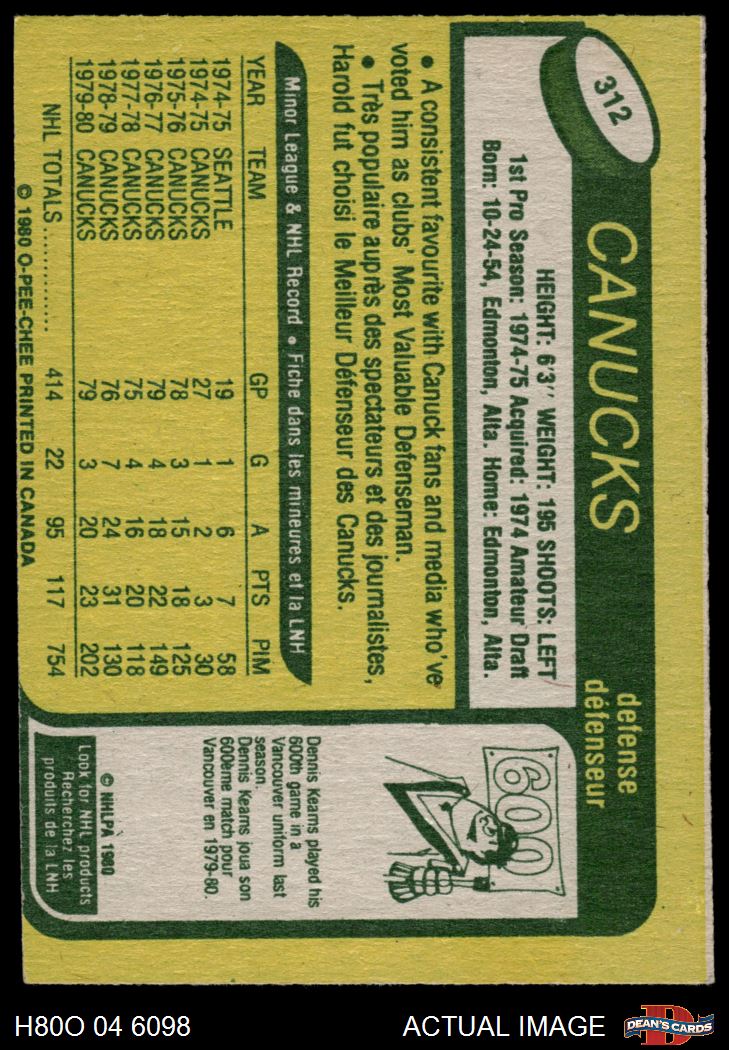 312
CANUCKS
defense
défenseur
HEIGHT: 6'3'' WEIGHT: 195 SHOOTS: LEFT
1st Pro Season: 1974-75 Acquired: 1974 Amateur Draft
Born: 10-24-54, Edmonton, Alta. Home: Edmonton, Alta.
• A consistent favourite with Canuck fans and media who've
voted him as clubs' Most Valuable Defenseman.
• Très populaire auprès des spectateurs et des journalistes,
Harold fut choisi le Meilleur Défenseur des Canucks.
Minor League & NHL Record • Fiche dans les mineures et la LNH
YEAR TEAM GP G A PTS PIM
1974-75 SEATTLE 19 1 6 7 58
1974-75 CANUCKS 27 1 2 3 30
1975-76 CANUCKS 78 3 15 18 125
1976-77 CANUCKS 79 4 18 22 149
1977-78 CANUCKS 75 4 16 20 118
1978-79 CANUCKS 76 7 24 31 130
1979-80 CANUCKS 79 3 20 23 202
NHL TOTALS .............. 414 22 95 117 754
© 1980 O-PEE-CHEE PRINTED IN CANADA
600
Dennis Kearns played his
600th game in a
Vancouver uniform last
season.
Dennis Kearns joua son
600ème match pour
Vancouver en 1979-80.
© NHLPA 1980
Look for NHL products
Recherchez les
produits de la LNH
H80O 04 6098
ACTUAL IMAGE
D
DEAN'S CARDS